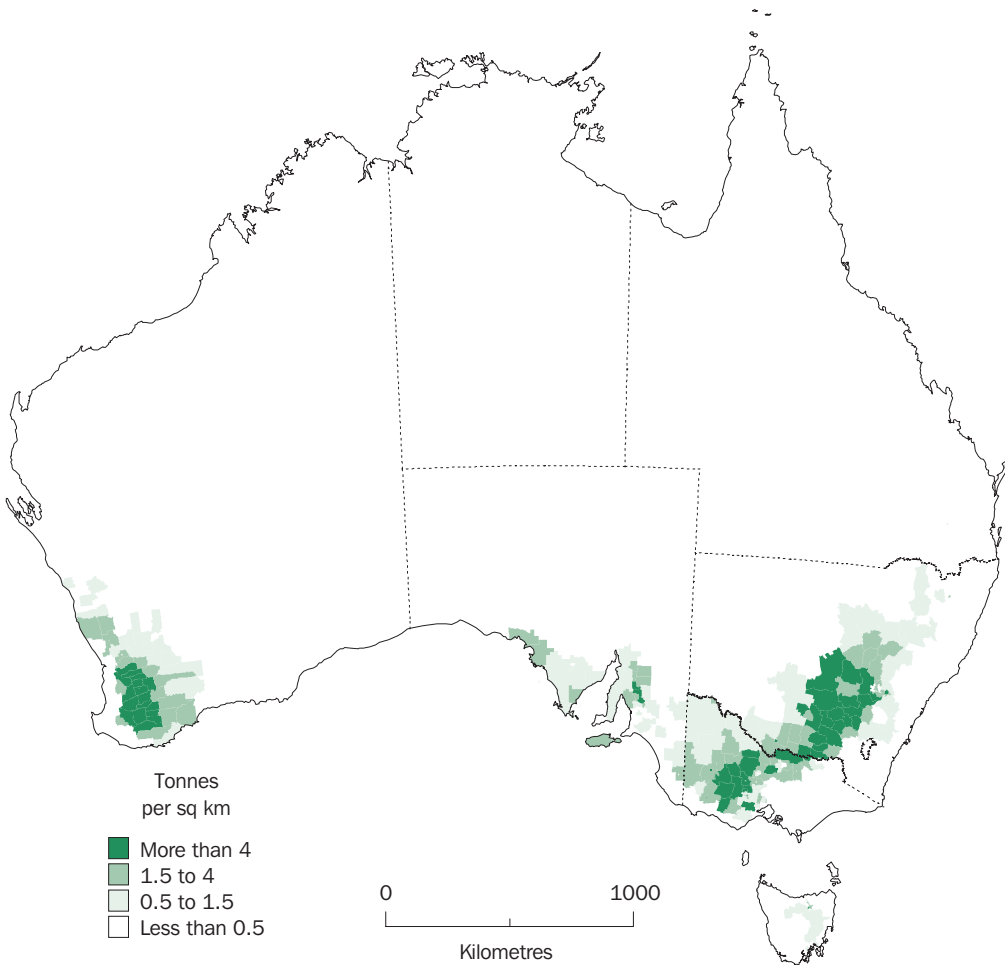 Tonnes
per sq km
More than 4
1.5 to 4
0.5 to 1.5
Less than 0.5
0 1000
Kilometres